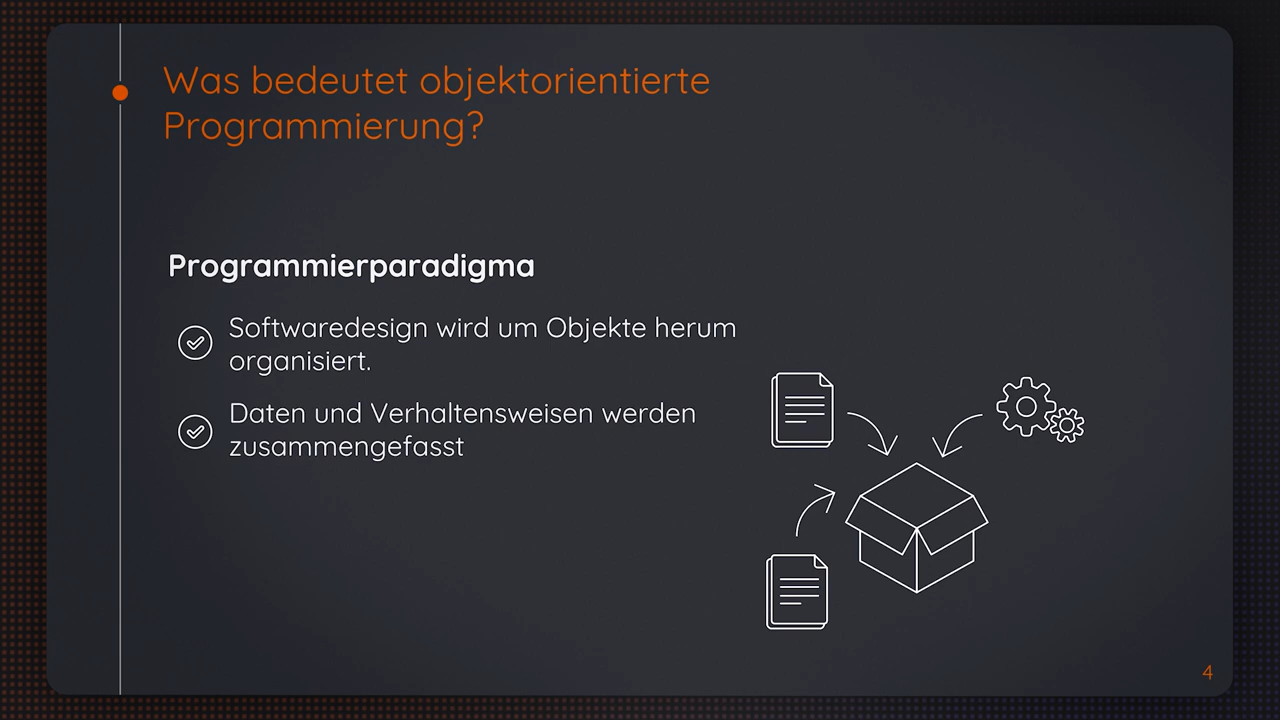 Was bedeutet objektorientierte
Programmierung?
Programmierparadigma
Softwaredesign wird um Objekte herum
organisiert.
Daten und Verhaltensweisen werden
zusammengefasst
4